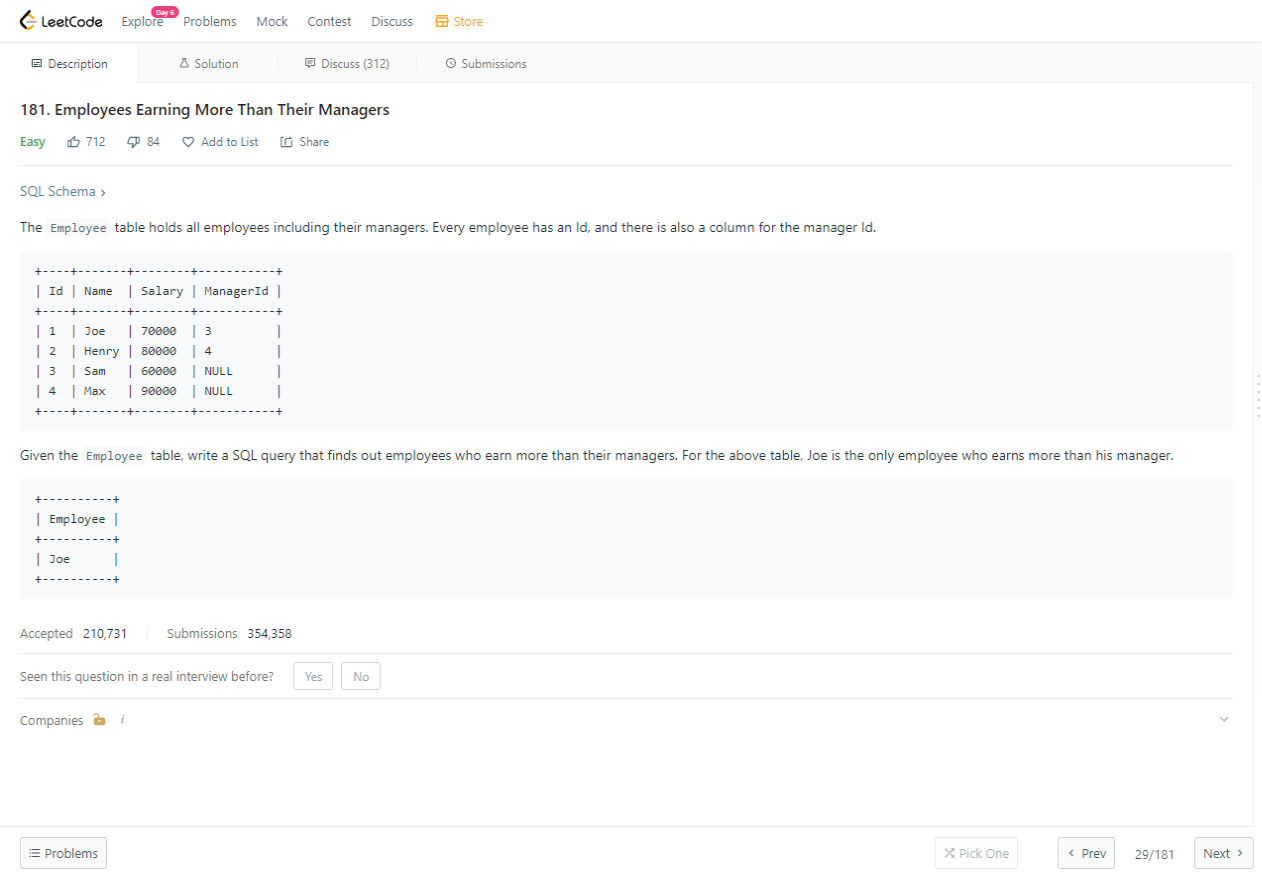 LeetCode Explore Day 6 Problems Mock Contest Discuss Store
Description Solution Discuss (312) Submissions
181. Employees Earning More Than Their Managers
Easy 712 84 Add to List Share
SQL Schema >
The Employee table holds all employees including their managers. Every employee has an Id, and there is also a column for the manager Id.
+----+-------+--------+-----------+
| Id | Name  | Salary | ManagerId |
+----+-------+--------+-----------+
| 1  | Joe   | 70000  | 3         |
| 2  | Henry | 80000  | 4         |
| 3  | Sam   | 60000  | NULL      |
| 4  | Max   | 90000  | NULL      |
+----+-------+--------+-----------+
Given the Employee table, write a SQL query that finds out employees who earn more than their managers. For the above table, Joe is the only employee who earns more than his manager.
+----------+
| Employee |
+----------+
| Joe      |
+----------+
Accepted 210,731 Submissions 354,358
Seen this question in a real interview before? Yes No
Companies i
Problems Pick One < Prev 29/181 Next >